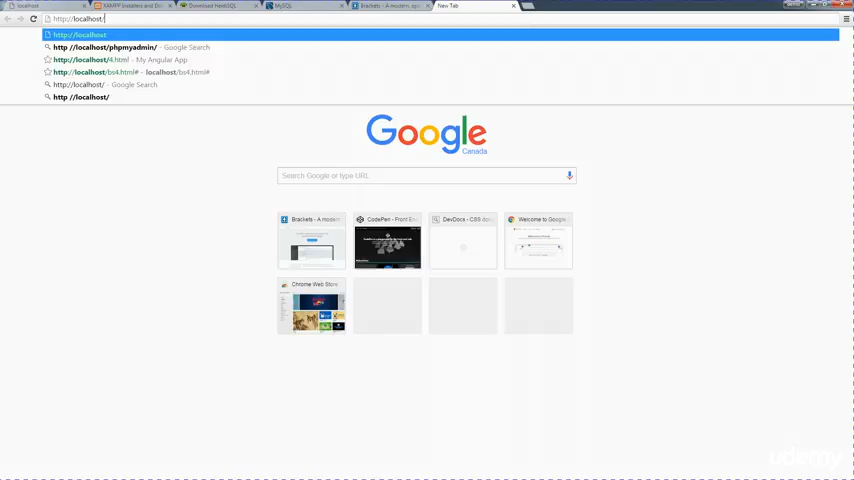 localhost
XAMPP Installers and Do
Download HeidiSQL
MySQL
Brackets - A modern, ope
New Tab
http://localhost/
http://localhost
http //localhost/phpmyadmin/ - Google Search
http://localhost/4.html - My Angular App
http://localhost/bs4.html# - localhost/bs4.html#
http://localhost/ - Google Search
http //localhost/
Google
Canada
Search Google or type URL
Brackets - A modern
CodePen - Front En
DevDocs - CSS do
Welcome to Google
Chrome Web Store
udemy